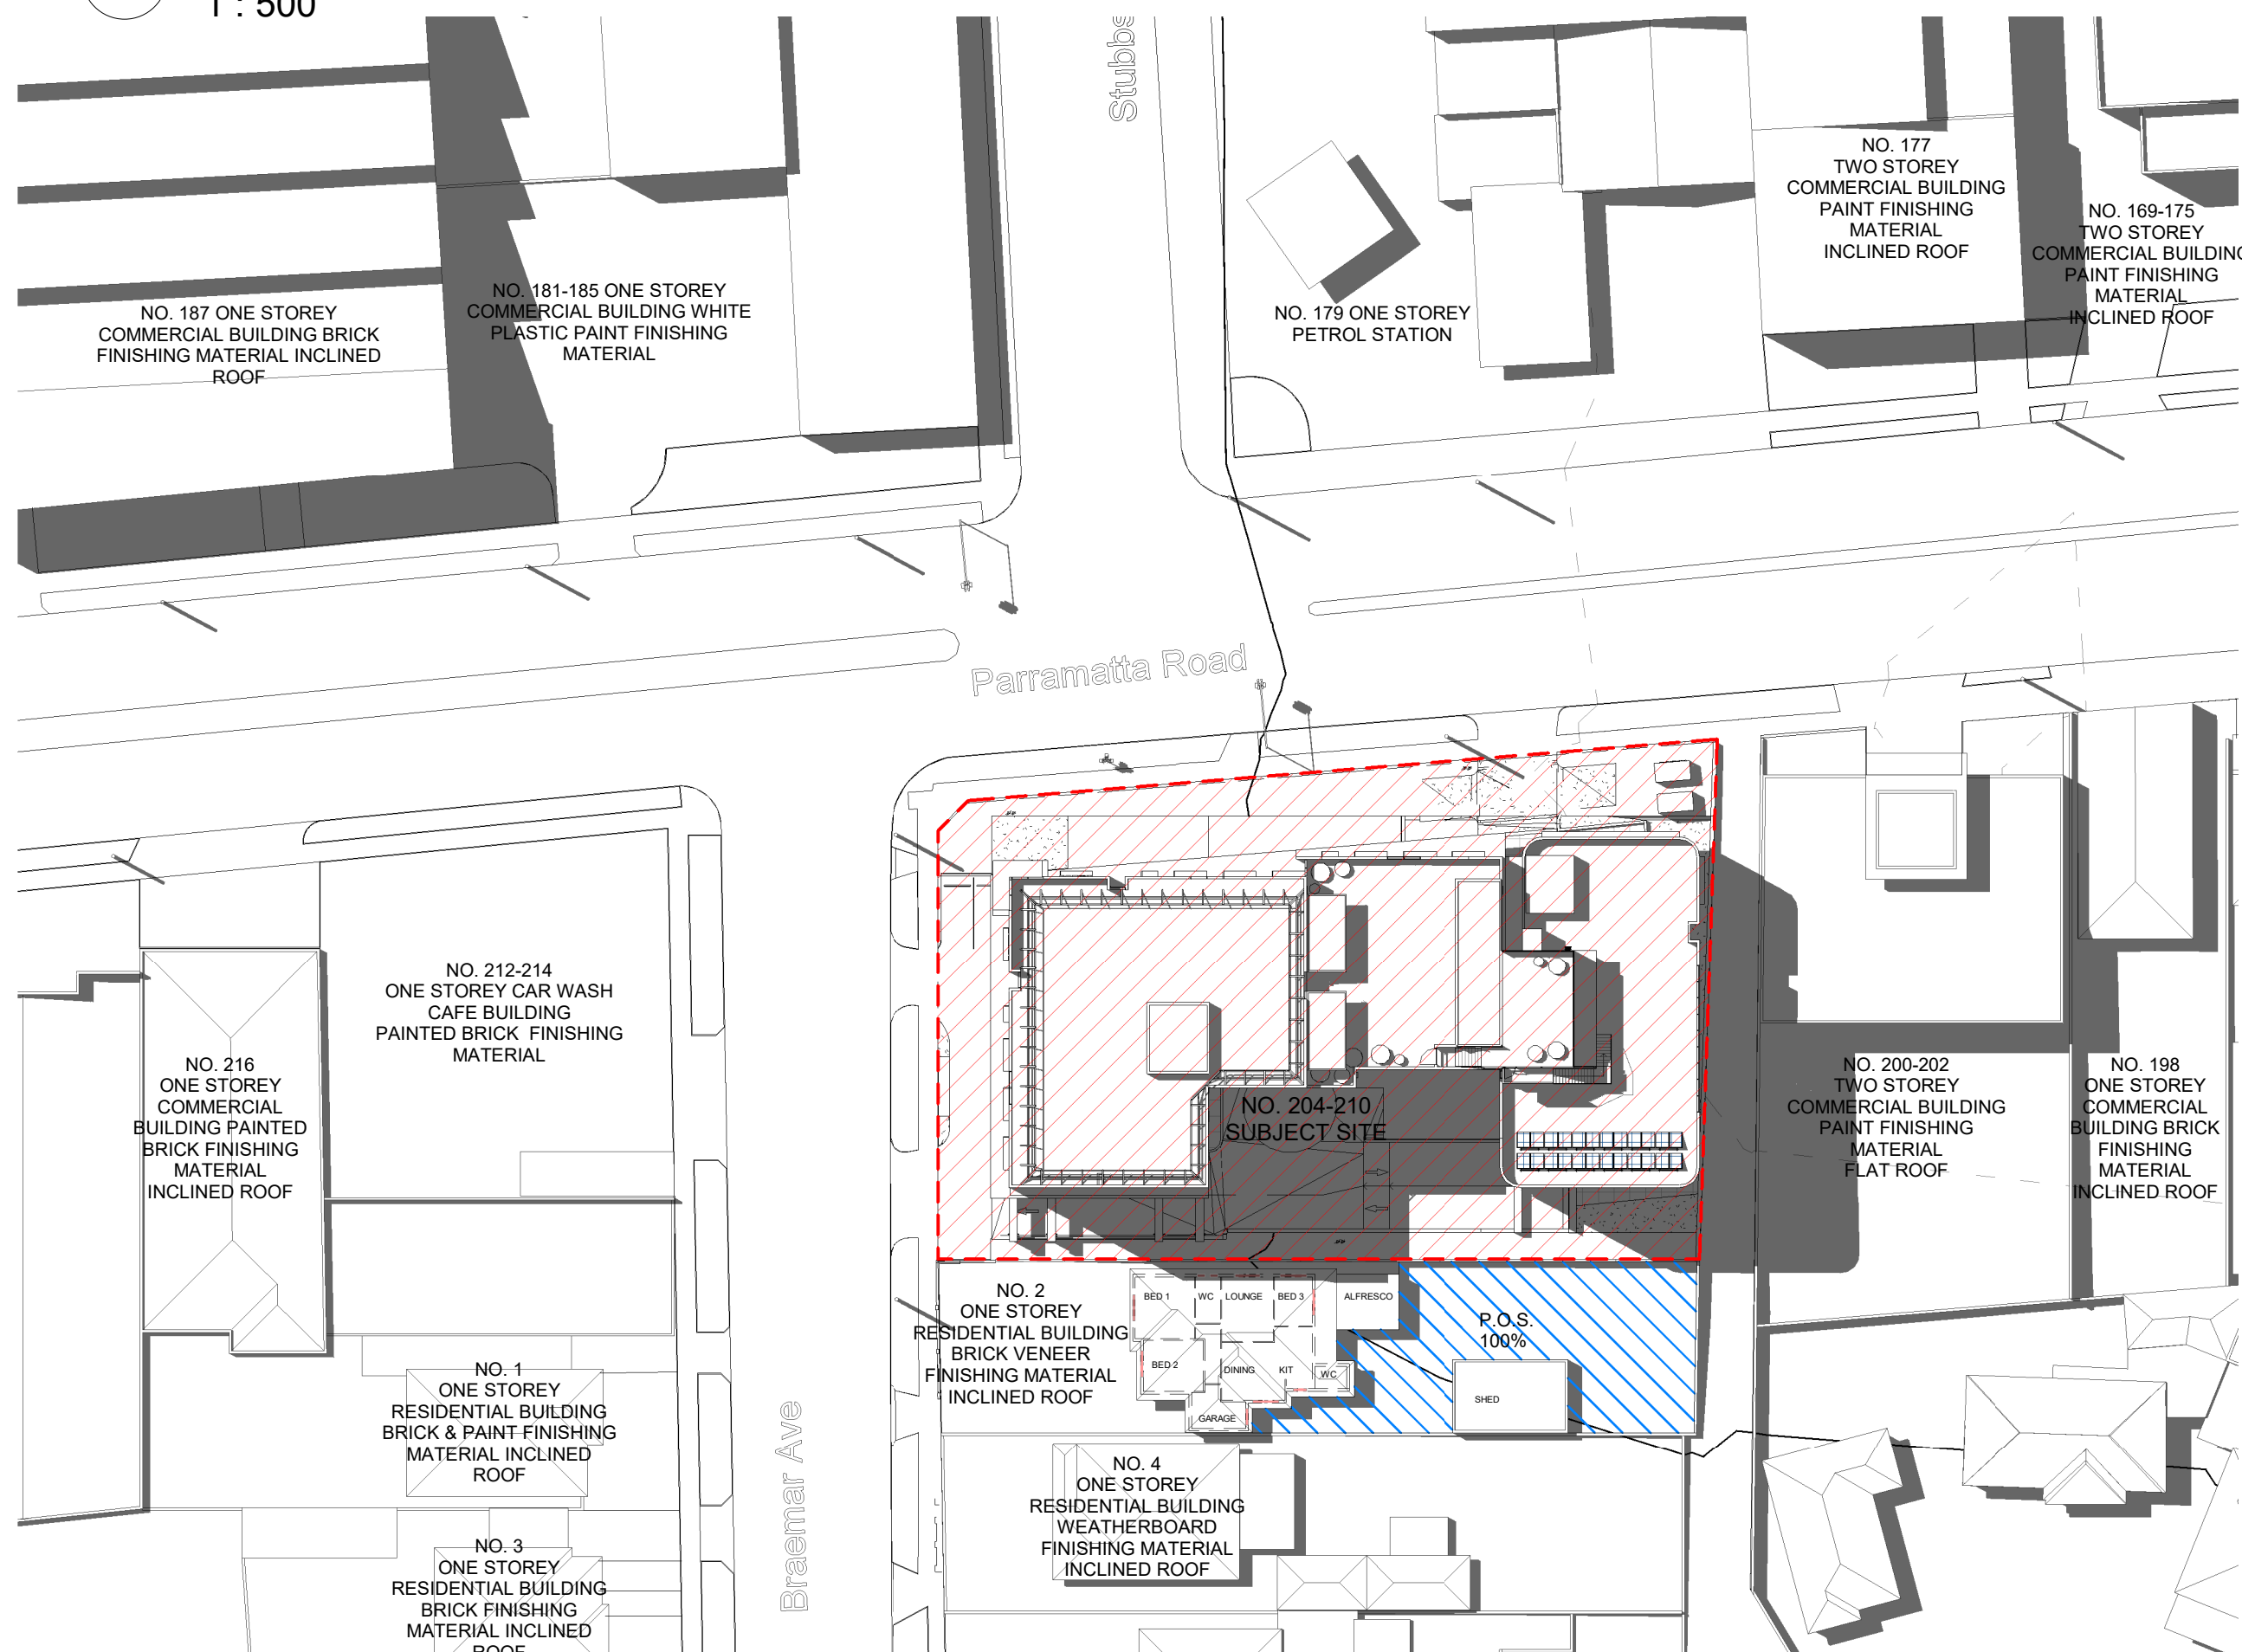 1 : 500
Stubbs
NO. 177
TWO STOREY
COMMERCIAL BUILDING
PAINT FINISHING
MATERIAL
INCLINED ROOF
NO. 169-175
TWO STOREY
COMMERCIAL BUILDING
PAINT FINISHING
MATERIAL
INCLINED ROOF
NO. 187 ONE STOREY
COMMERCIAL BUILDING BRICK
FINISHING MATERIAL INCLINED
ROOF
NO. 181-185 ONE STOREY
COMMERCIAL BUILDING WHITE
PLASTIC PAINT FINISHING
MATERIAL
NO. 179 ONE STOREY
PETROL STATION
Parramatta Road
NO. 212-214
ONE STOREY CAR WASH
CAFE BUILDING
PAINTED BRICK FINISHING
MATERIAL
NO. 216
ONE STOREY
COMMERCIAL
BUILDING PAINTED
BRICK FINISHING
MATERIAL
INCLINED ROOF
NO. 204-210
SUBJECT SITE
NO. 200-202
TWO STOREY
COMMERCIAL BUILDING
PAINT FINISHING
MATERIAL
FLAT ROOF
NO. 198
ONE STOREY
COMMERCIAL
BUILDING BRICK
FINISHING
MATERIAL
INCLINED ROOF
NO. 2
ONE STOREY
RESIDENTIAL BUILDING
BRICK VENEER
FINISHING MATERIAL
INCLINED ROOF
BED 1
WC
LOUNGE
BED 3
ALFRESCO
BED 2
DINING
KIT
WC
GARAGE
P.O.S.
100%
SHED
NO. 1
ONE STOREY
RESIDENTIAL BUILDING
BRICK & PAINT FINISHING
MATERIAL INCLINED
ROOF
Braemar Ave
NO. 4
ONE STOREY
RESIDENTIAL BUILDING
WEATHERBOARD
FINISHING MATERIAL
INCLINED ROOF
NO. 3
ONE STOREY
RESIDENTIAL BUILDING
BRICK FINISHING
MATERIAL INCLINED
ROOF